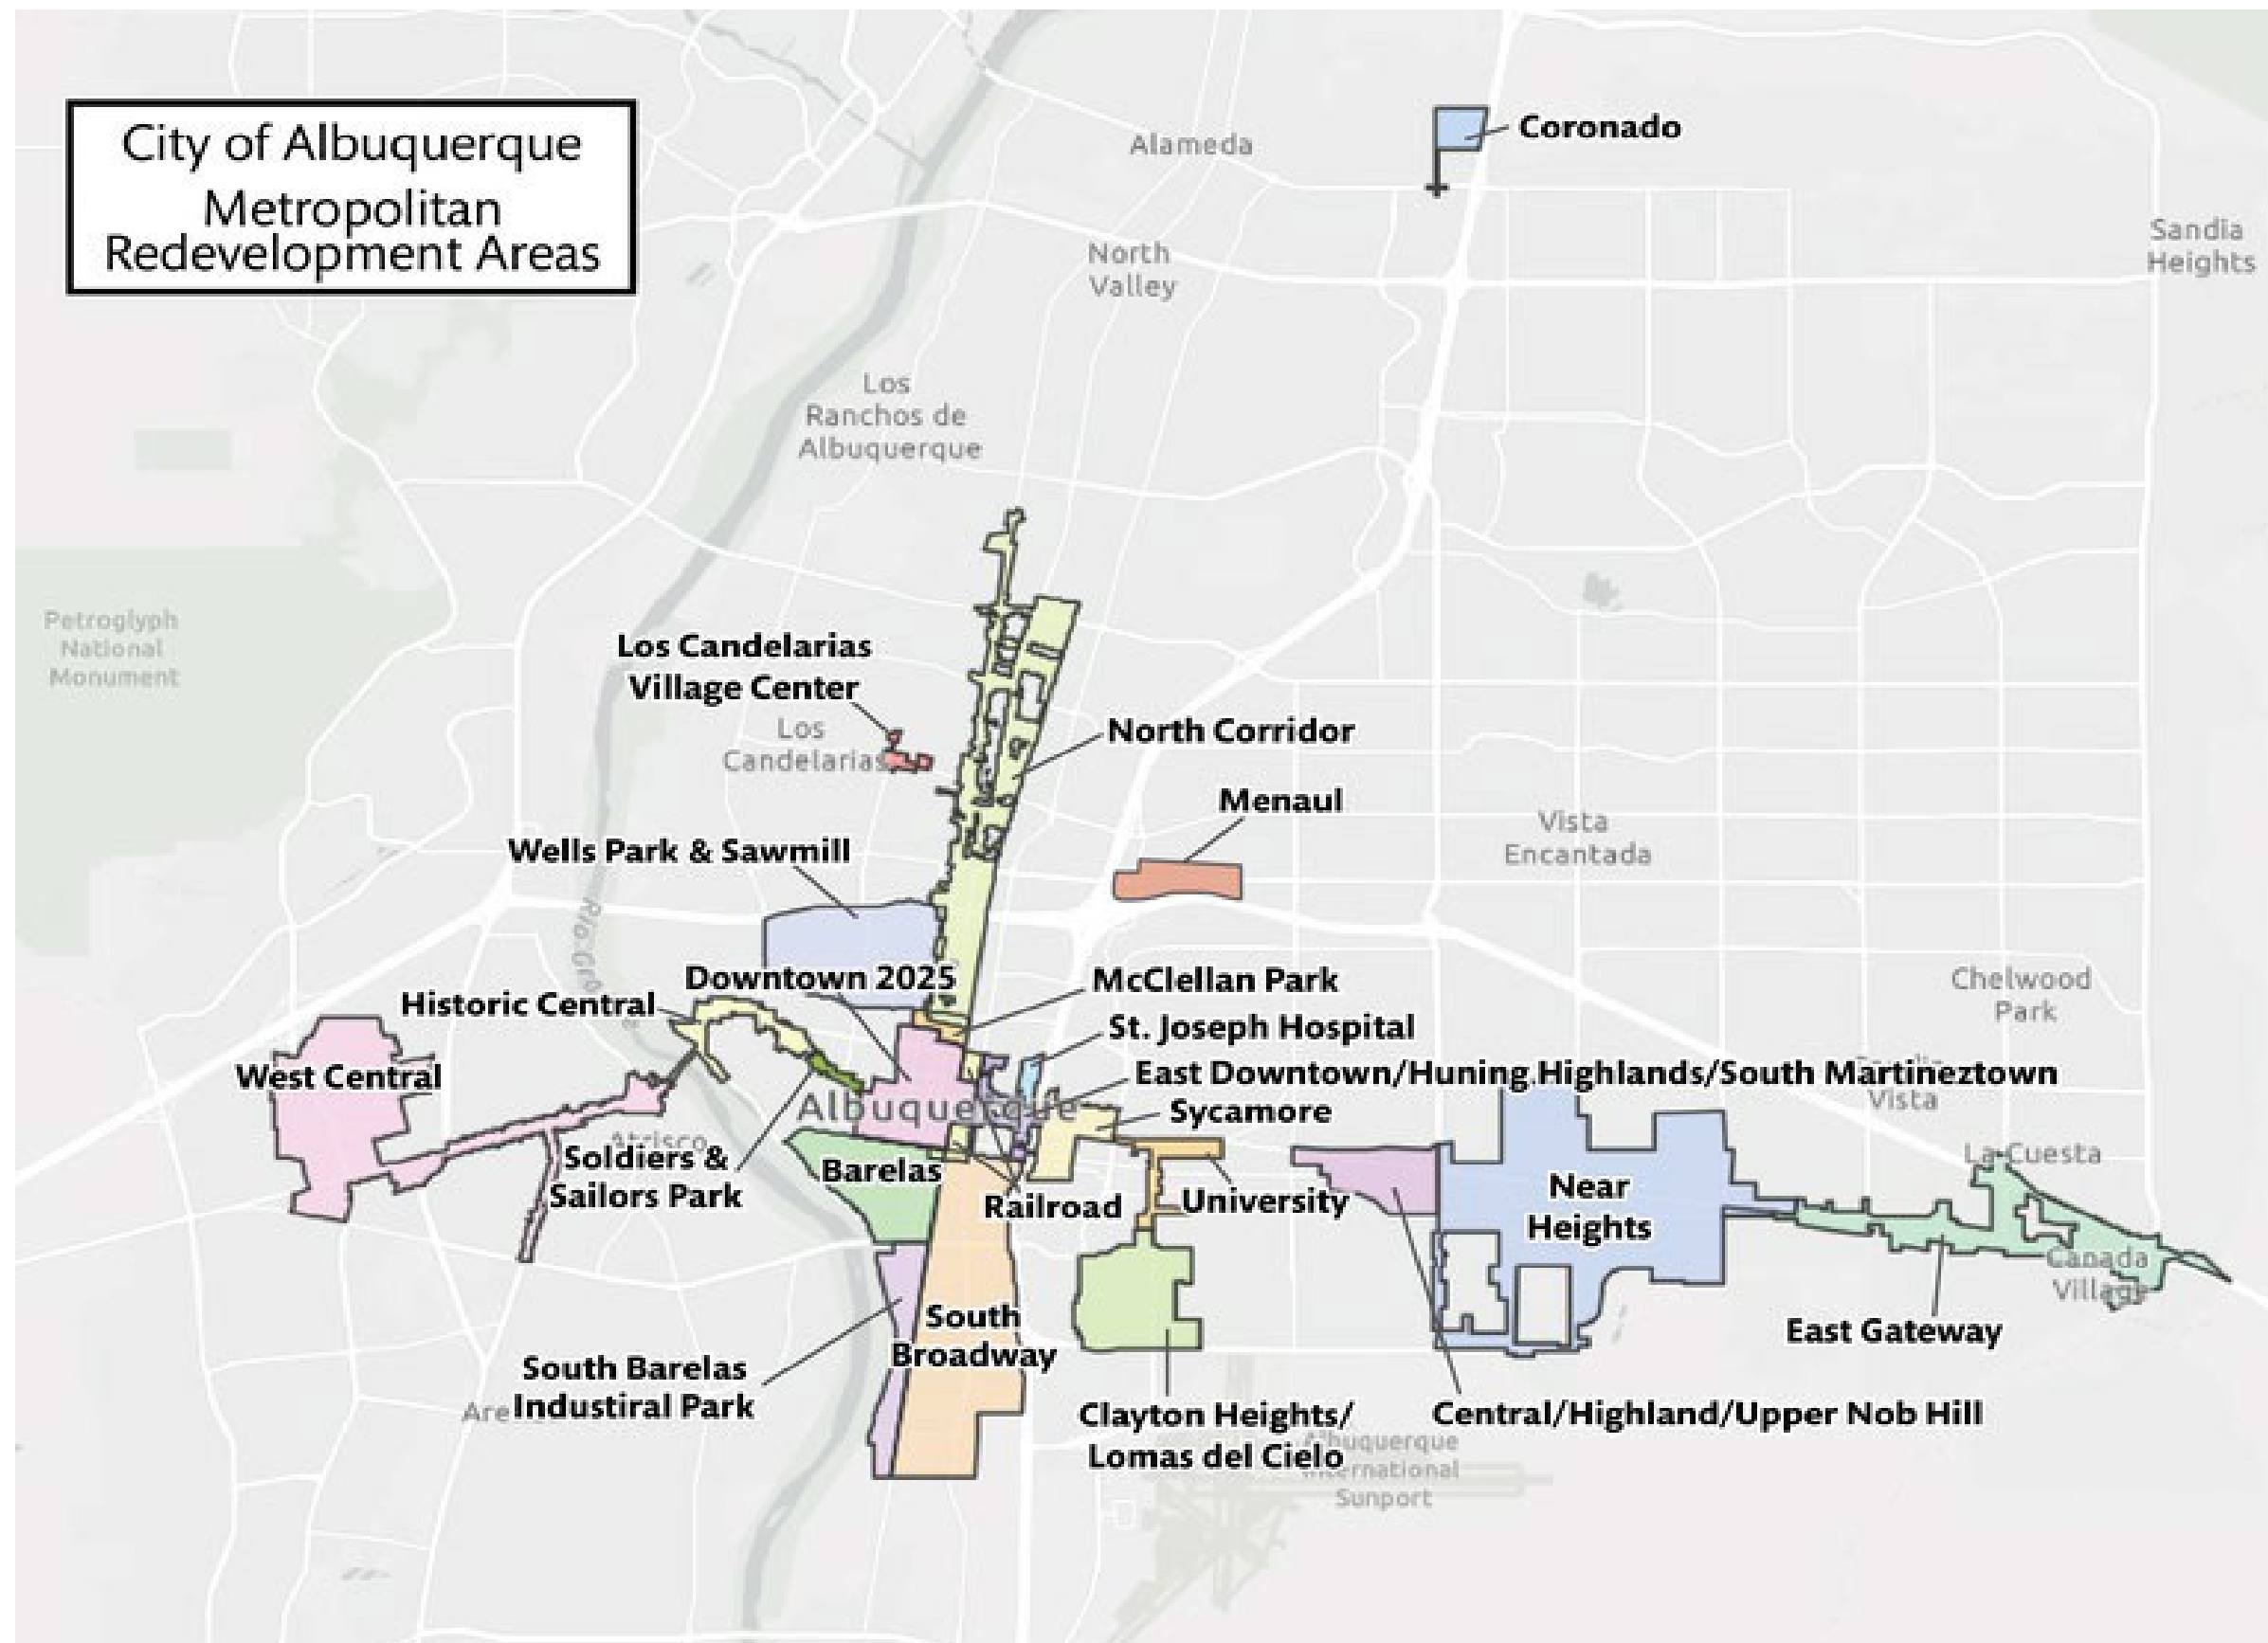 City of Albuquerque
Metropolitan
Redevelopment Areas
Coronado
Alameda
Sandia
Heights
North
Valley
Los
Ranchos de
Albuquerque
Petroglyph
National
Monument
Los Candelarias
Village Center
Los
Candelarias
North Corridor
Menaul
Vista
Encantada
Wells Park & Sawmill
Downtown 2025
McClellan Park
Chelwood
Park
Historic Central
St. Joseph Hospital
West Central
East Downtown/Huning Highlands/South Martineztown
Vista
Albuquerque
Sycamore
Atrisco
La Cuesta
Soldiers &
Sailors Park
Barelas
Railroad
University
Near
Heights
Canada
Village
South
Broadway
East Gateway
South Barelas
Industiral Park
Clayton Heights/
Lomas del Cielo
Central/Highland/Upper Nob Hill
Albuquerque
International
Sunport